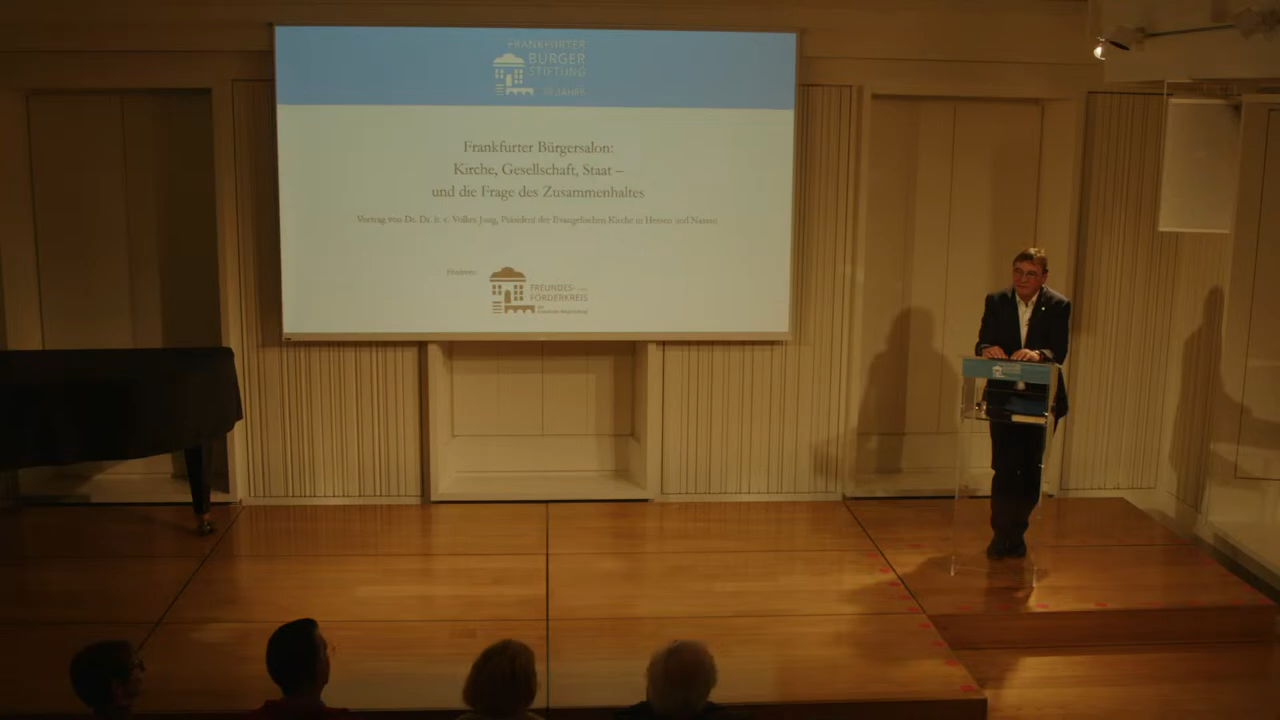 FRANKFURTER
BÜRGER
STIFTUNG
JAHRE
Frankfurter Bürgersalon:
Kirche, Gesellschaft, Staat –
und die Frage des Zusammenhaltes
Vortrag von Dr. Dr. h. c. Volker Jung, Präsident der Evangelischen Kirche in Hessen und Nassau
FREUNDES-
FÖRDERKREIS